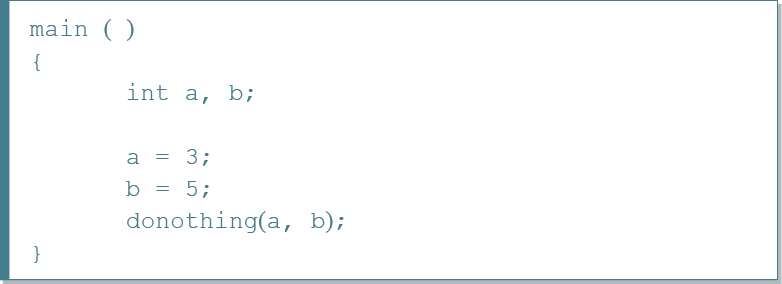 main ( )
{
int a, b;
a = 3;
b = 5;
donothing(a, b);
}